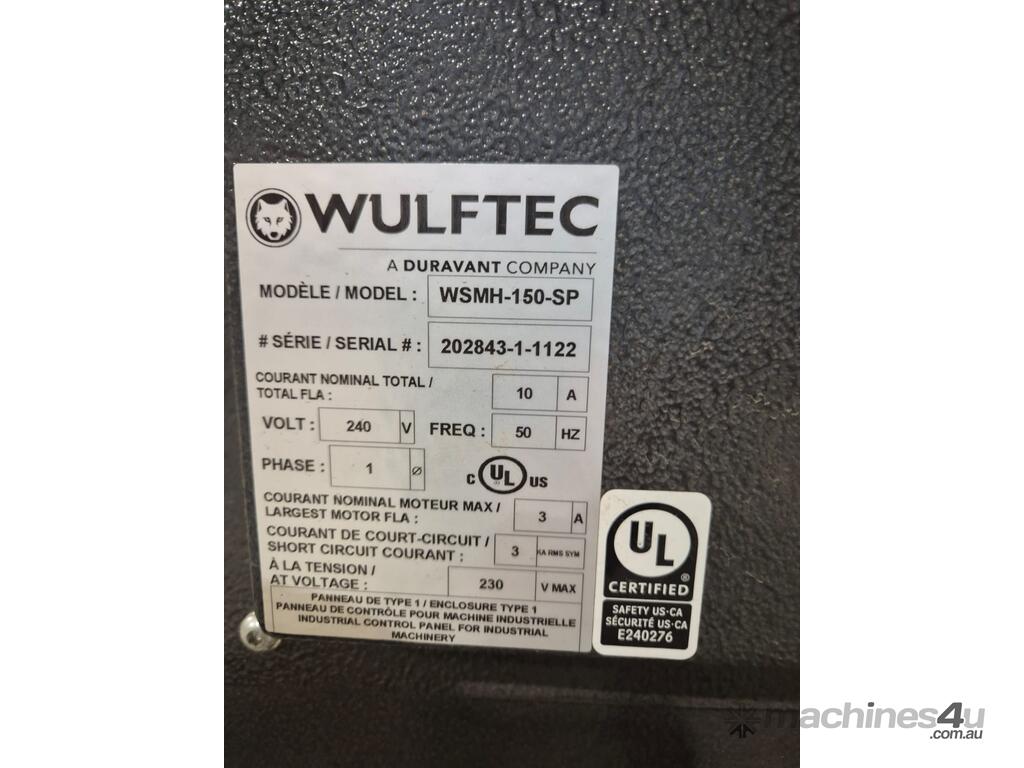 WULFTEC
A DURAVANT COMPANY
MODÈLE / MODEL : WSMH-150-SP
# SÉRIE / SERIAL # : 202843-1-1122
COURANT NOMINAL TOTAL /
TOTAL FLA : 10 A
VOLT : 240 V FREQ : 50 HZ
PHASE : 1 Ø
C UL US
COURANT NOMINAL MOTEUR MAX /
LARGEST MOTOR FLA : 3 A
COURANT DE COURT-CIRCUIT /
SHORT CIRCUIT COURANT : 3 KA RMS SYM
À LA TENSION /
AT VOLTAGE : 230 V MAX
PANNEAU DE TYPE 1 / ENCLOSURE TYPE 1
PANNEAU DE CONTRÔLE POUR MACHINE INDUSTRIELLE
INDUSTRIAL CONTROL PANEL FOR INDUSTRIAL
MACHINERY
UL
®
CERTIFIED
SAFETY US·CA
SÉCURITÉ US·CA
E240276
machines4u
.com.au